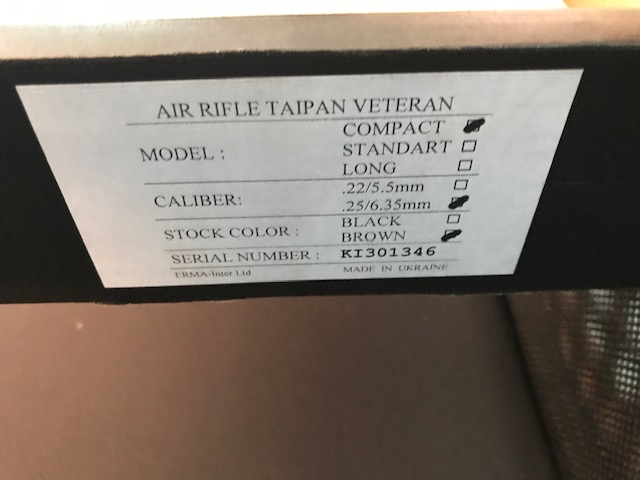 AIR RIFLE TAIPAN VETERAN
COMPACT
MODEL : STANDART
LONG
.22/5.5mm
CALIBER: .25/6.35mm
BLACK
STOCK COLOR : BROWN
SERIAL NUMBER : KI301346
ERMA-Inter Ltd MADE IN UKRAINE